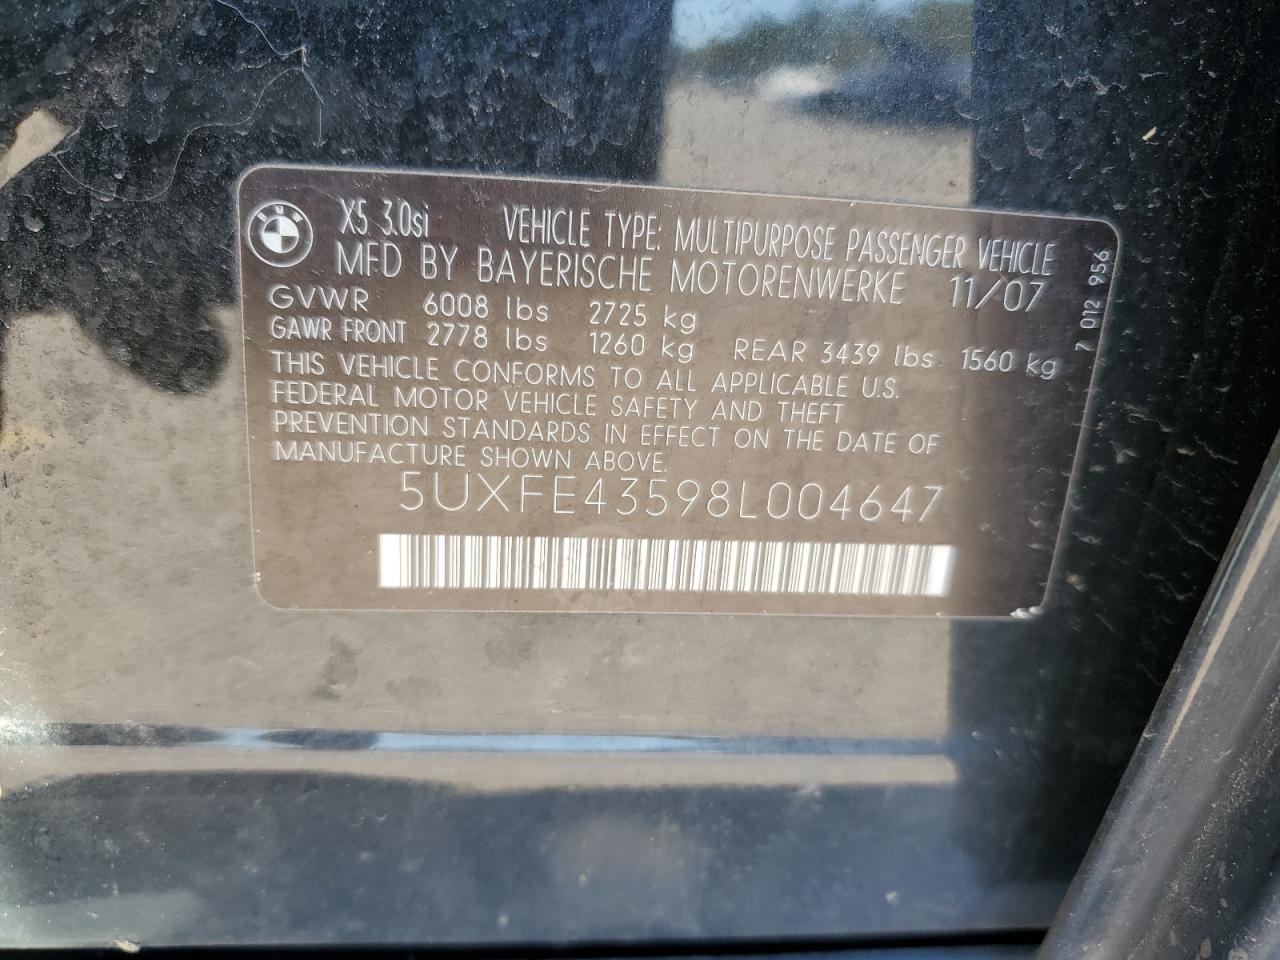 BMW
X5 3.0si VEHICLE TYPE: MULTIPURPOSE PASSENGER VEHICLE
MFD BY BAYERISCHE MOTORENWERKE 11/07
GVWR 6008 lbs 2725 kg
GAWR FRONT 2778 lbs 1260 kg REAR 3439 lbs 1560 kg
THIS VEHICLE CONFORMS TO ALL APPLICABLE U.S.
FEDERAL MOTOR VEHICLE SAFETY AND THEFT
PREVENTION STANDARDS IN EFFECT ON THE DATE OF
MANUFACTURE SHOWN ABOVE.
5UXFE43598L004647
7 012 956